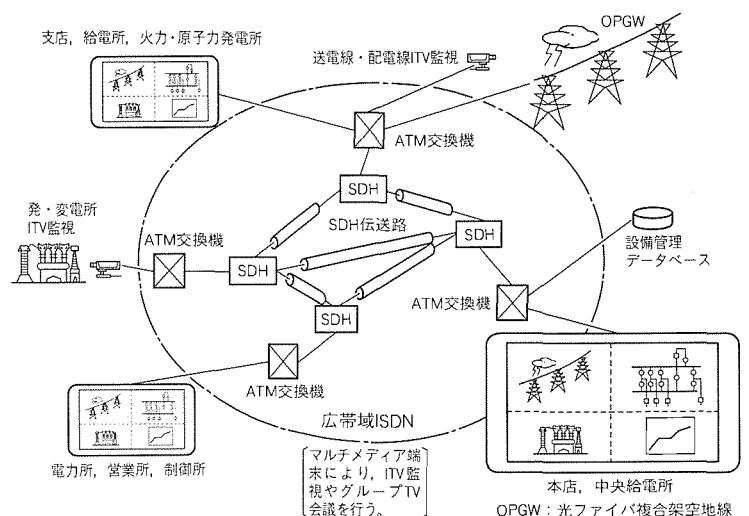 OPGW
支店，給電所，火力・原子力発電所
送電線・配電線ITV監視
ATM交換機
SDH
SDH伝送路
発・変電所
ITV監視
ATM交換機
SDH
SDH
設備管理
データベース
ATM交換機
SDH
ATM交換機
広帯域ISDN
電力所，営業所，制御所
マルチメディア端
末により，ITV監
視やグループTV
会議を行う。
本店，中央給電所
OPGW：光ファイバ複合架空地線